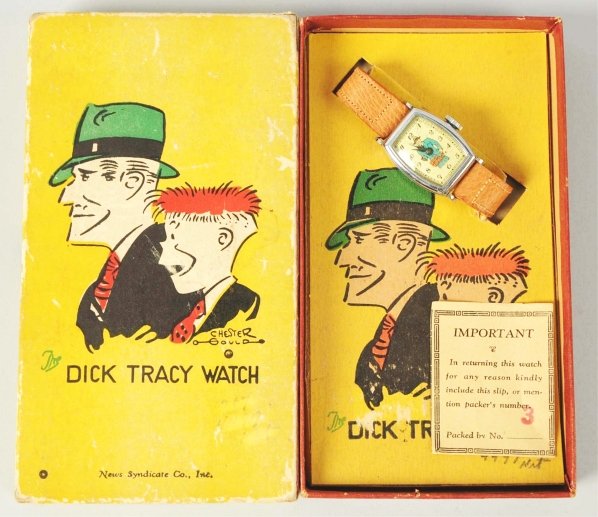 CHESTER
GOULD
The
DICK TRACY WATCH
News Syndicate Co., Inc.
IMPORTANT
In returning this watch
for any reason kindly
include this slip, or men-
tion packer's number.
3
Packed by No.
The
DICK TR